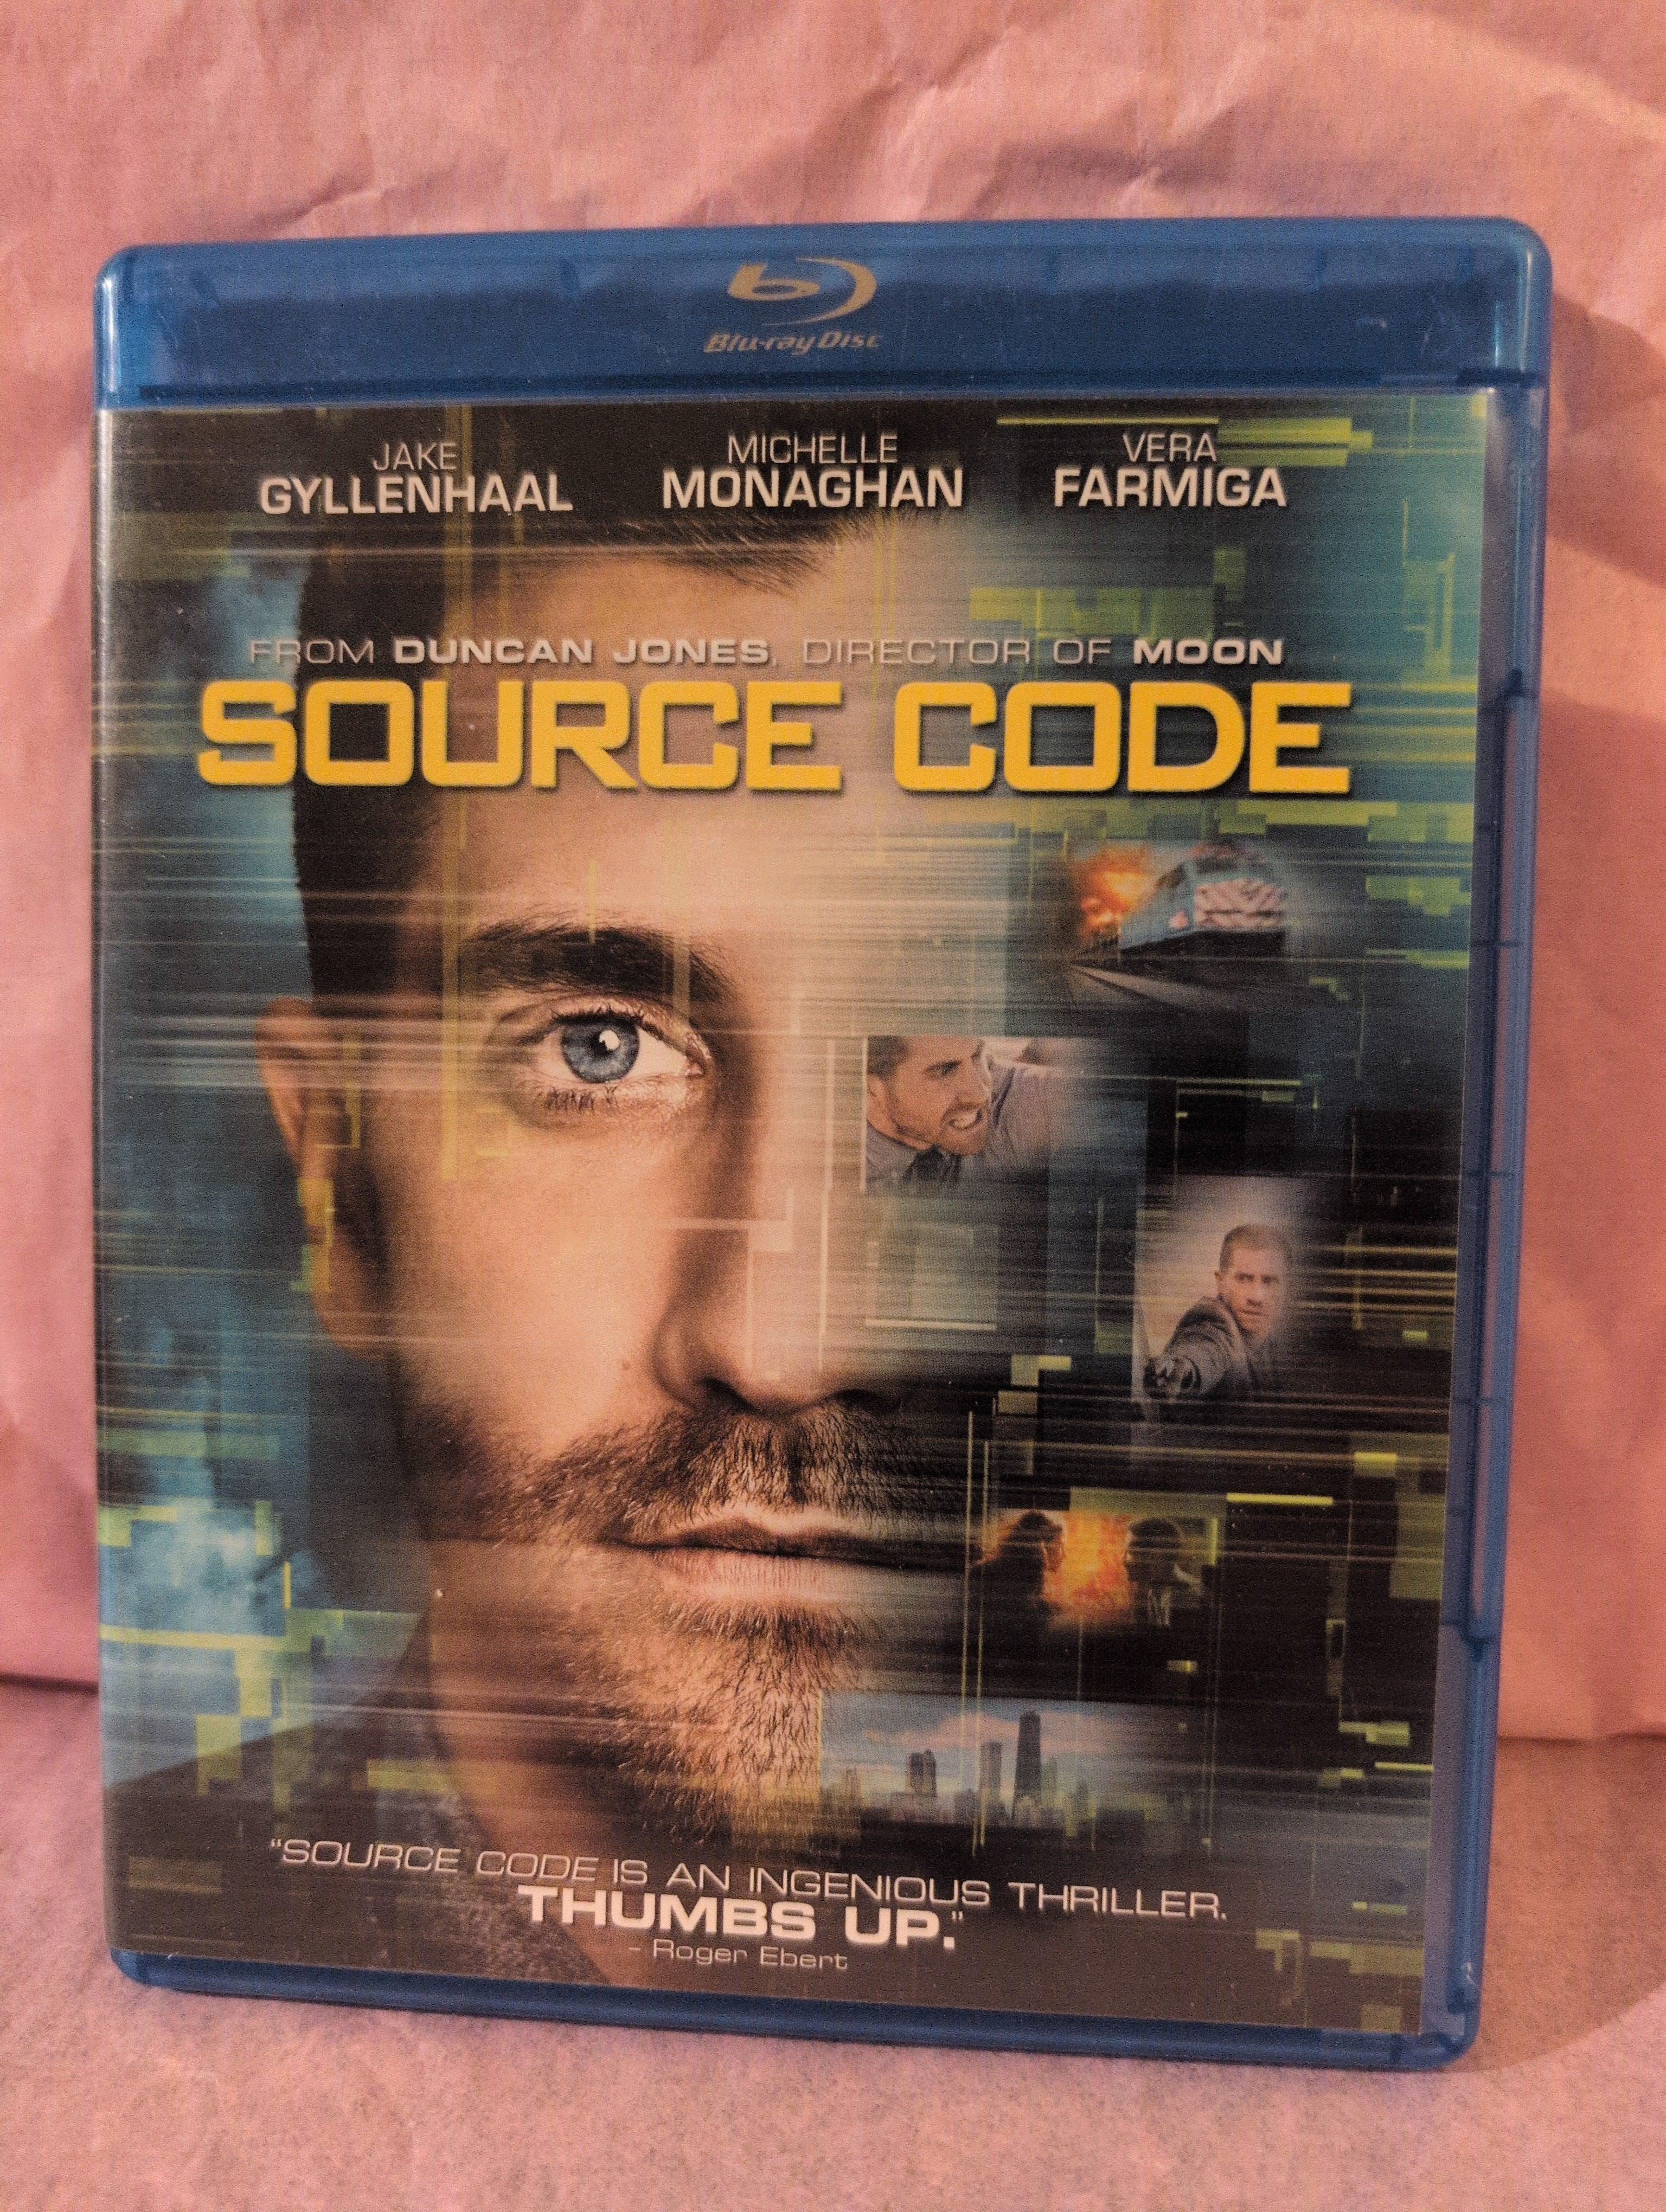 Blu-ray Disc
JAKE MICHELLE VERA
GYLLENHAAL MONAGHAN FARMIGA
FROM DUNCAN JONES, DIRECTOR OF MOON
SOURCE CODE
“SOURCE CODE IS AN INGENIOUS THRILLER.
THUMBS UP.”
- Roger Ebert